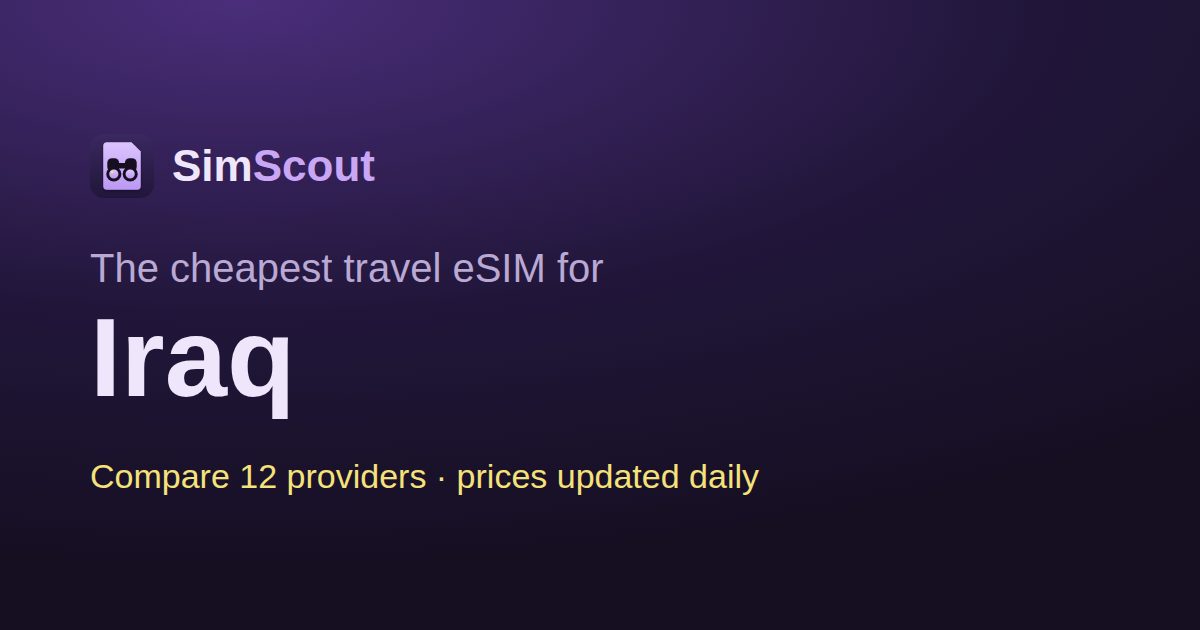 SimScout
The cheapest travel eSIM for
Iraq
Compare 12 providers · prices updated daily